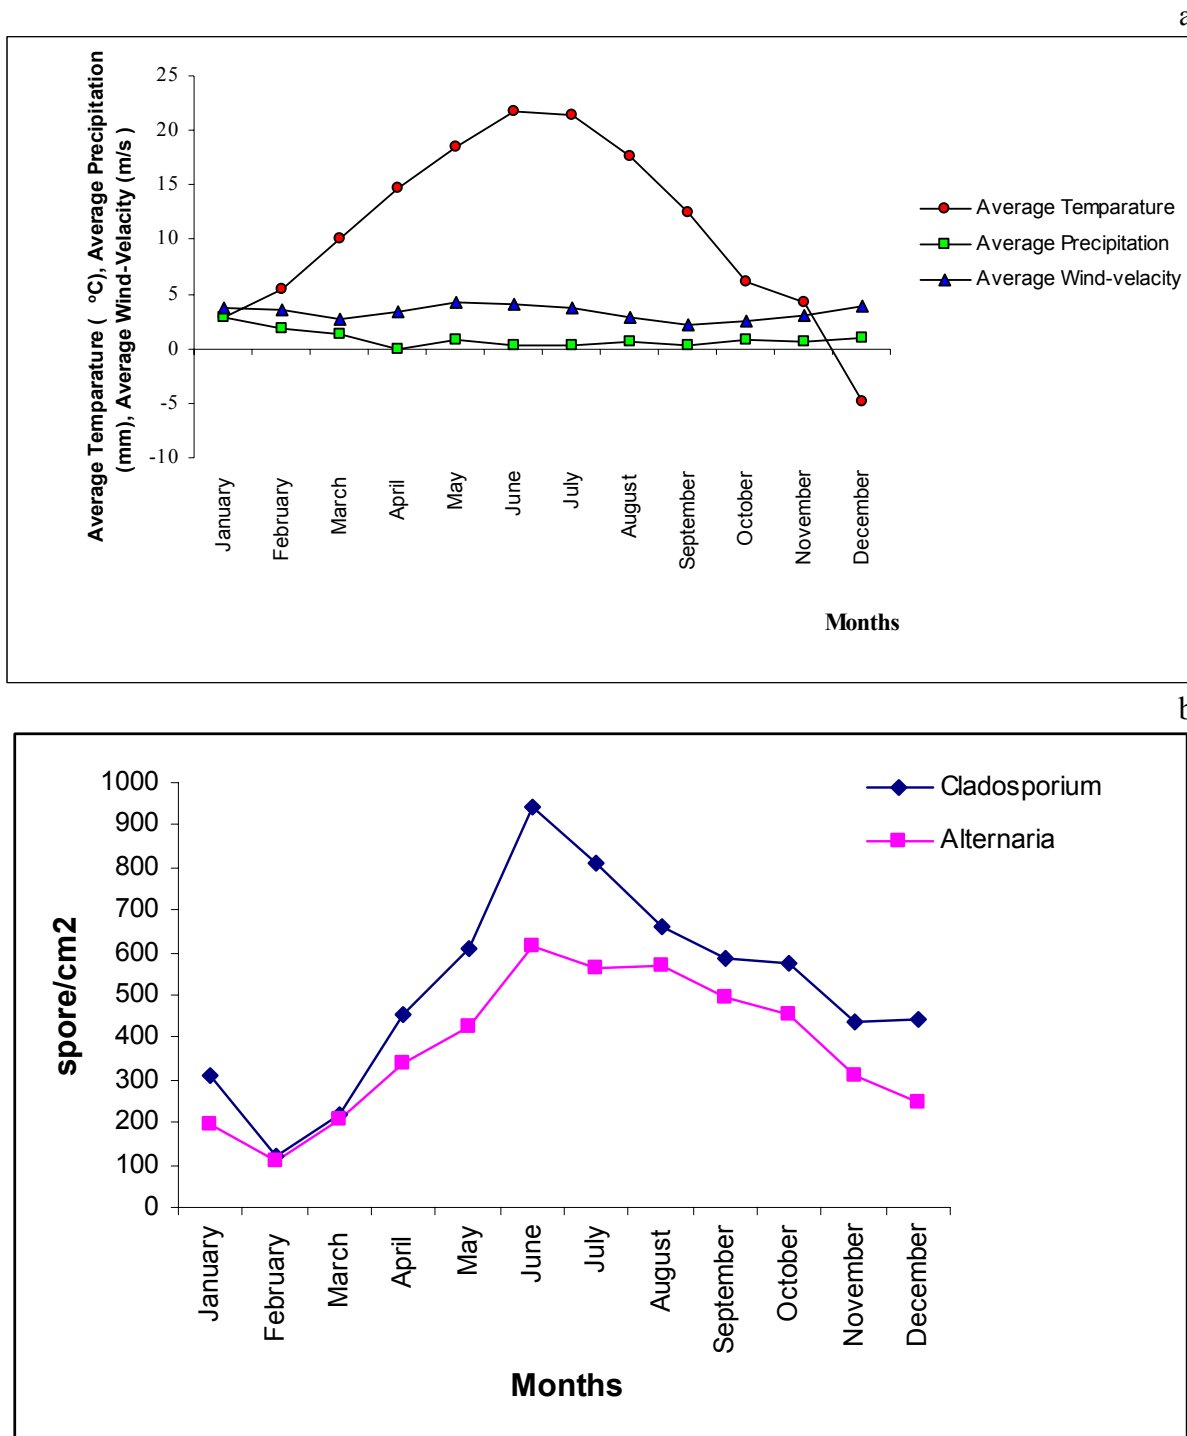 a
Average Temparature ( ºC), Average Precipitation
(mm), Average Wind-Velacity (m/s)
25
20
15
10
5
0
-5
-10
January
February
March
April
May
June
July
August
September
October
November
December
Months
Average Temparature
Average Precipitation
Average Wind-velacity
b
spore/cm2
1000
900
800
700
600
500
400
300
200
100
0
January
February
March
April
May
June
July
August
September
October
November
December
Months
Cladosporium
Alternaria